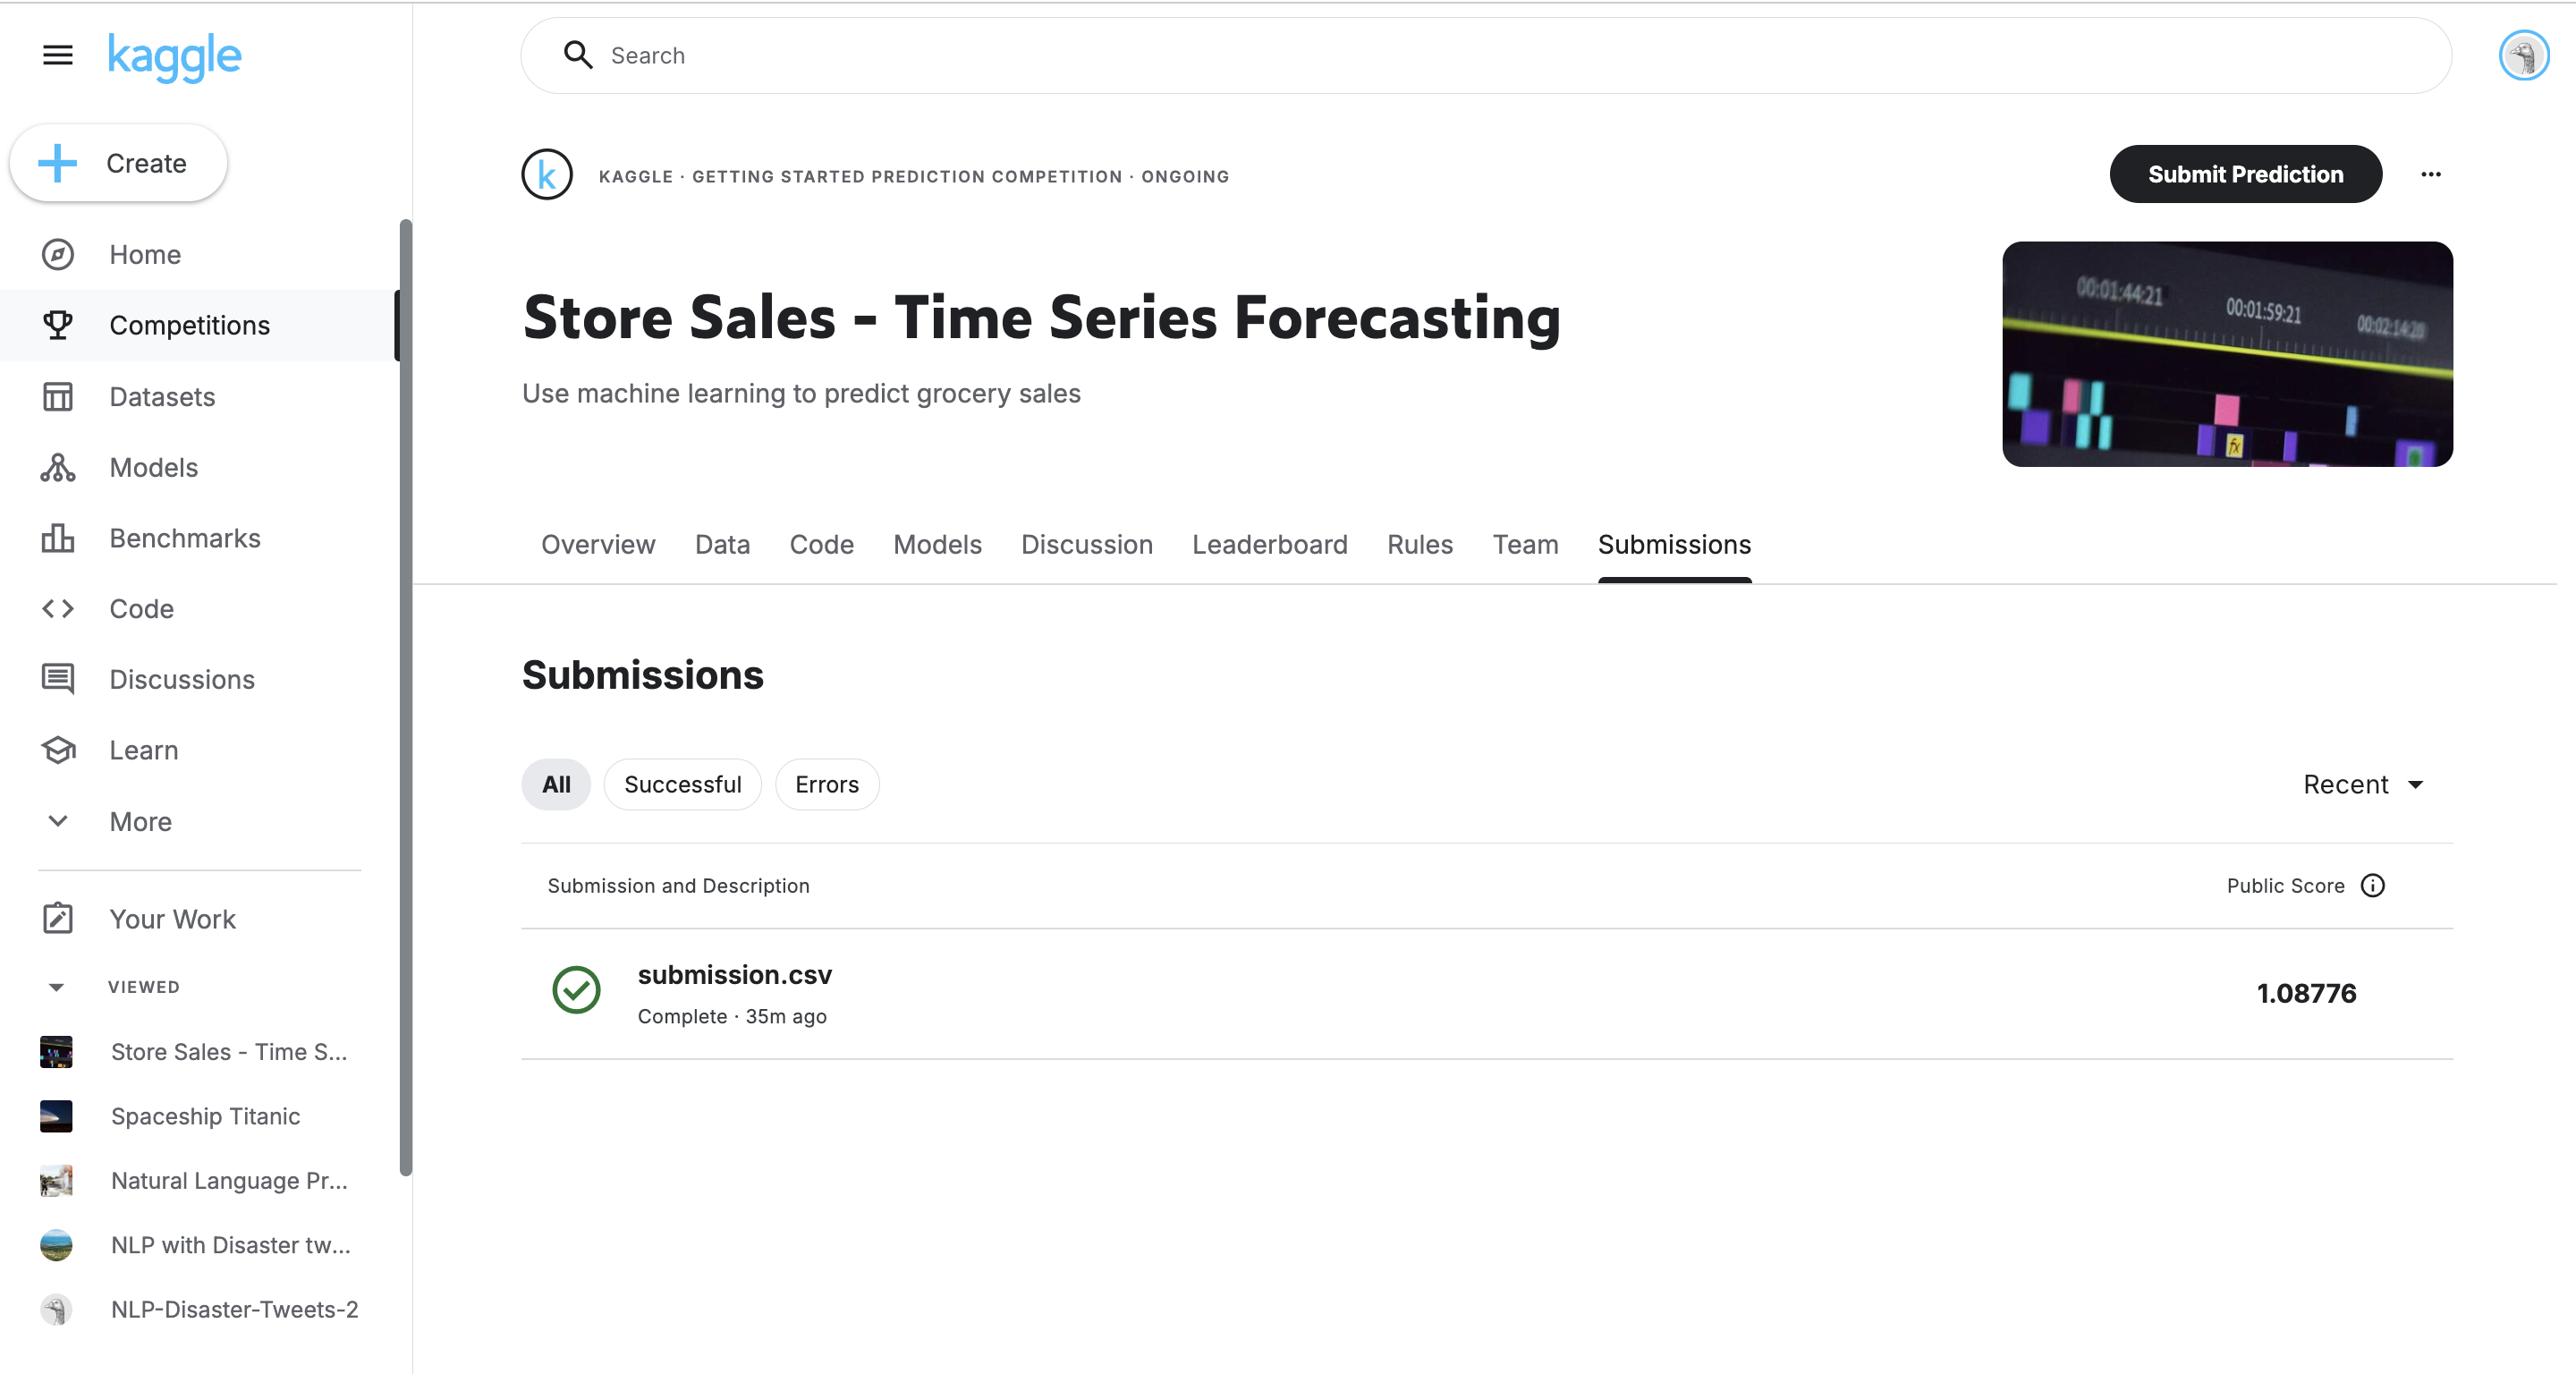 kaggle
Search
Create
Home
Competitions
Datasets
Models
Benchmarks
Code
Discussions
Learn
More
Your Work
VIEWED
Store Sales - Time S...
Spaceship Titanic
Natural Language Pr...
NLP with Disaster tw...
NLP-Disaster-Tweets-2
k
KAGGLE · GETTING STARTED PREDICTION COMPETITION · ONGOING
Submit Prediction
Store Sales - Time Series Forecasting
Use machine learning to predict grocery sales
00:01:44:21
00:01:59:21
00:02:14:20
fx
Overview Data Code Models Discussion Leaderboard Rules Team Submissions
Submissions
All Successful Errors
Recent
Submission and Description Public Score
submission.csv
Complete · 35m ago
1.08776